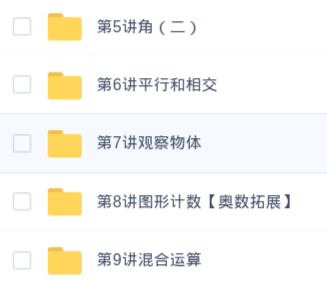 第5讲角（二）
第6讲平行和相交
第7讲观察物体
第8讲图形计数【奥数拓展】
第9讲混合运算